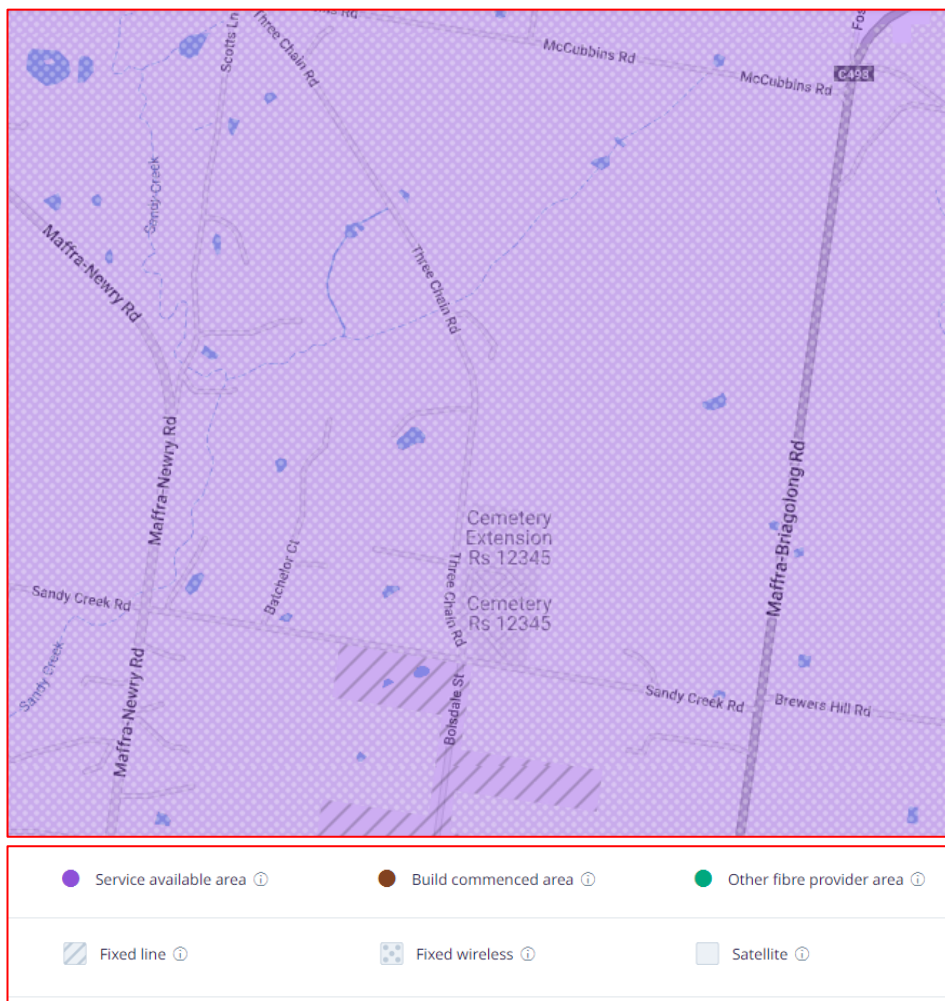 Rd
Fos
Scotts Ln
Three Chain Rd
McCubbins Rd
McCubbins Rd
C498
Sandy Creek
Maffra-Newry Rd
Three Chain Rd
Maffra-Newry Rd
Maffra-Briagolong Rd
Cemetery
Extension
Rs 12345
Batchelor Ct
Three Chain Rd
Sandy Creek Rd
Cemetery
Rs 12345
Sandy Creek
Maffra-Newry Rd
Boisdale St
Sandy Creek Rd
Brewers Hill Rd
Service available area
Build commenced area
Other fibre provider area
Fixed line
Fixed wireless
Satellite